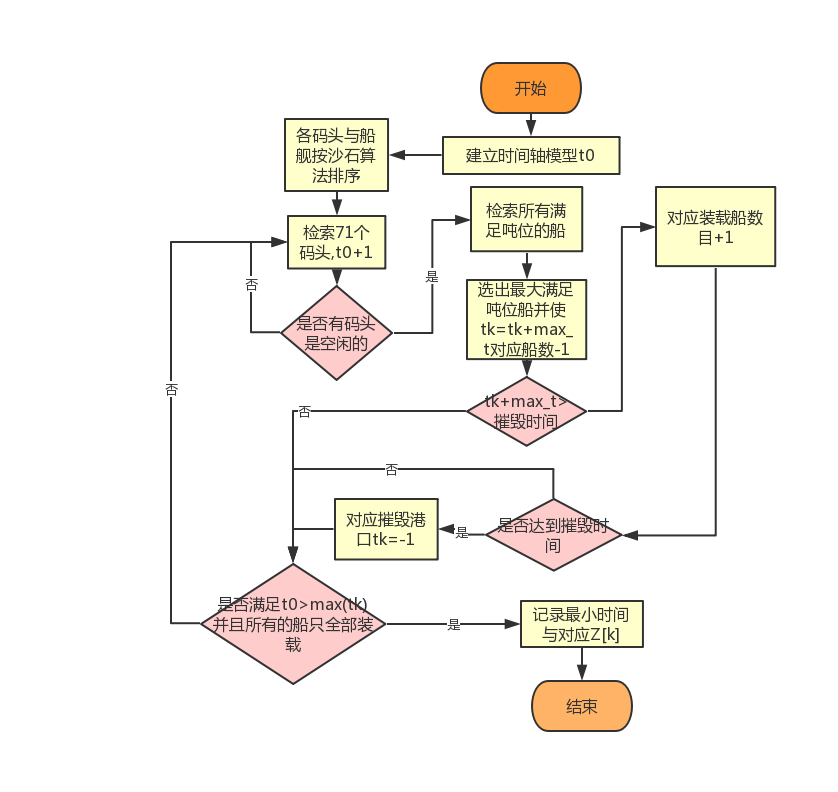 开始
建立时间轴模型t0
各码头与船
舰按沙石算
法排序
检索71个
码头,t0+1
否
是否有码头
是空闲的
是
检索所有满
足吨位的船
选出最大满足
吨位船并使
tk=tk+max_
t对应船数-1
对应装载船数
目+1
tk+max_t>
摧毁时间
否
否
否
是否达到摧毁时
间
是
对应摧毁港
口tk=-1
是否满足t0>max(tk)
并且所有的船只全部装
载
是
记录最小时间
与对应Z[k]
结束